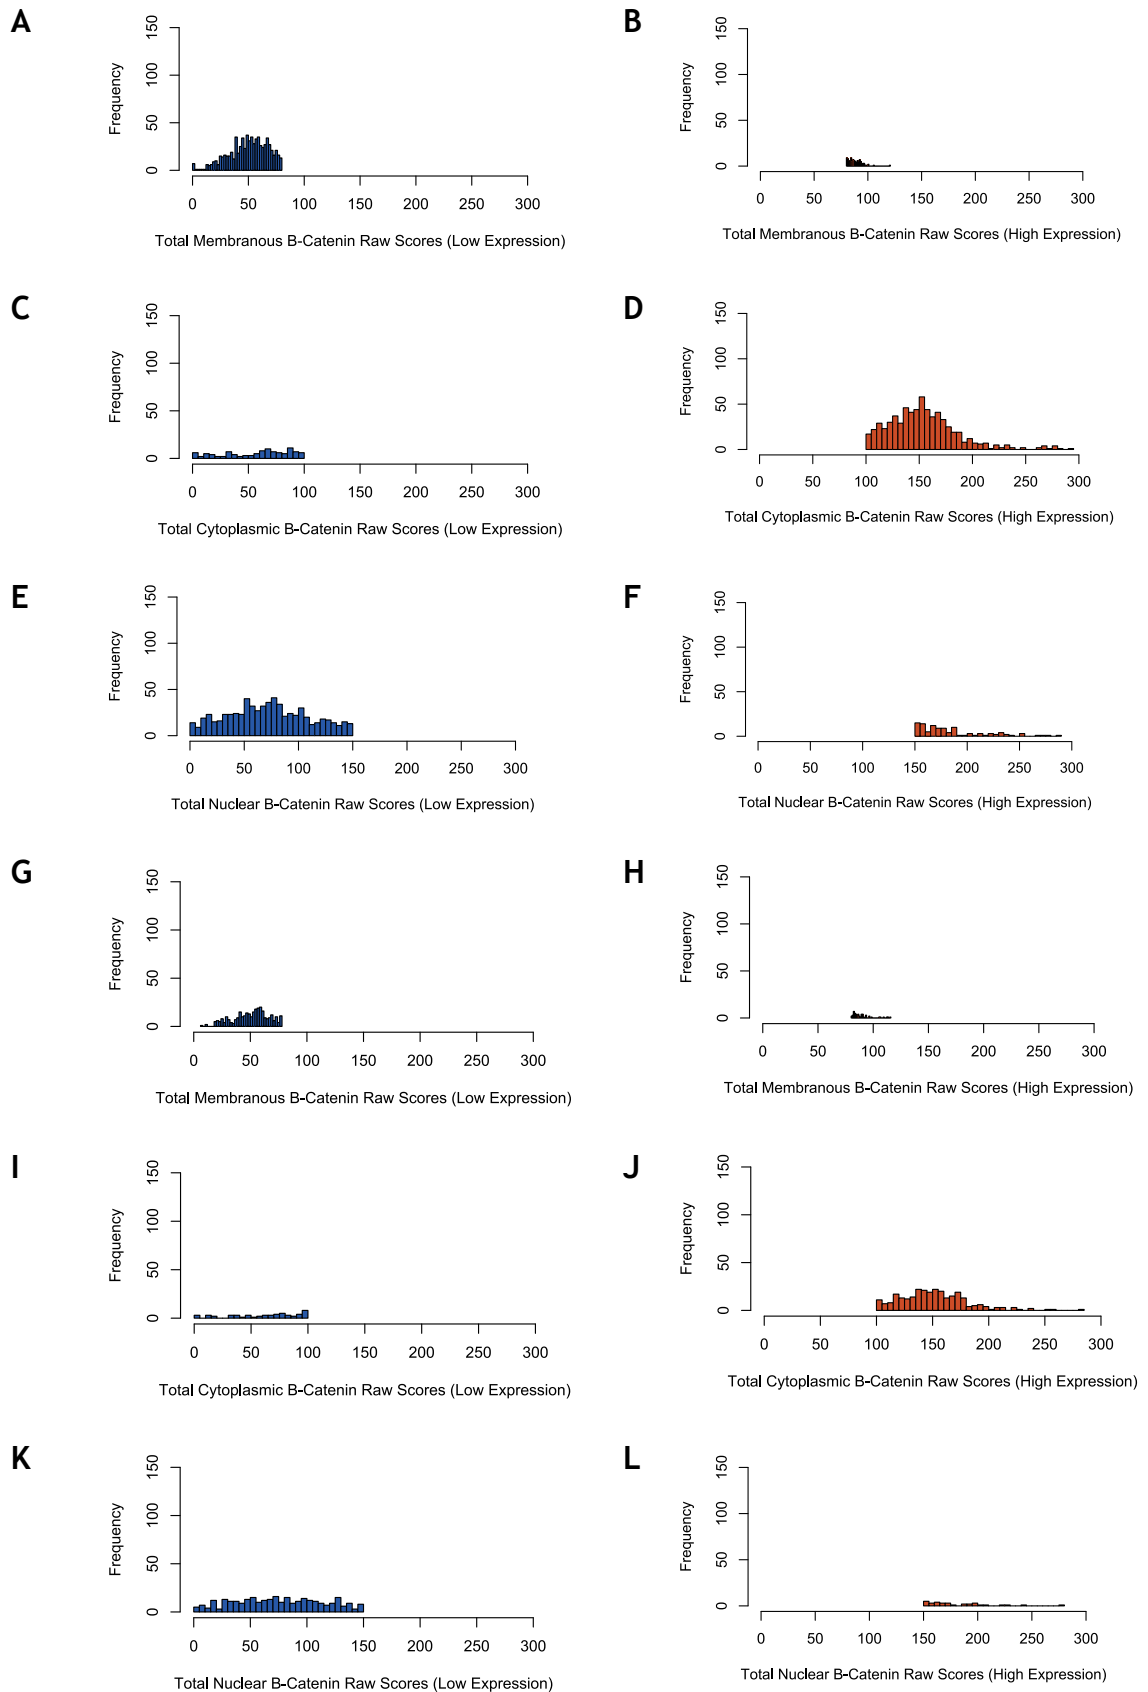 A
Frequency
0 50 100 150
0 50 100 150 200 250 300
Total Membranous B-Catenin Raw Scores (Low Expression)
B
Frequency
0 50 100 150
0 50 100 150 200 250 300
Total Membranous B-Catenin Raw Scores (High Expression)
C
Frequency
0 50 100 150
0 50 100 150 200 250 300
Total Cytoplasmic B-Catenin Raw Scores (Low Expression)
D
Frequency
0 50 100 150
0 50 100 150 200 250 300
Total Cytoplasmic B-Catenin Raw Scores (High Expression)
E
Frequency
0 50 100 150
0 50 100 150 200 250 300
Total Nuclear B-Catenin Raw Scores (Low Expression)
F
Frequency
0 50 100 150
0 50 100 150 200 250 300
Total Nuclear B-Catenin Raw Scores (High Expression)
G
Frequency
0 50 100 150
0 50 100 150 200 250 300
Total Membranous B-Catenin Raw Scores (Low Expression)
H
Frequency
0 50 100 150
0 50 100 150 200 250 300
Total Membranous B-Catenin Raw Scores (High Expression)
I
Frequency
0 50 100 150
0 50 100 150 200 250 300
Total Cytoplasmic B-Catenin Raw Scores (Low Expression)
J
Frequency
0 50 100 150
0 50 100 150 200 250 300
Total Cytoplasmic B-Catenin Raw Scores (High Expression)
K
Frequency
0 50 100 150
0 50 100 150 200 250 300
Total Nuclear B-Catenin Raw Scores (Low Expression)
L
Frequency
0 50 100 150
0 50 100 150 200 250 300
Total Nuclear B-Catenin Raw Scores (High Expression)